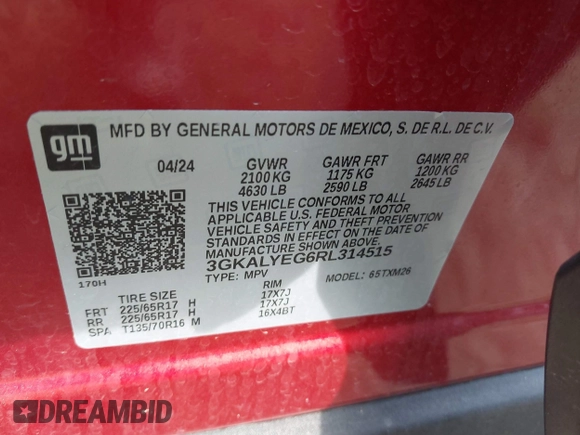 gm
MFD BY GENERAL MOTORS DE MEXICO, S. DE R.L. DE C.V.
04/24 GVWR GAWR FRT GAWR RR
2100 KG 1175 KG 1200 KG
4630 LB 2590 LB 2645 LB
THIS VEHICLE CONFORMS TO ALL
APPLICABLE U.S. FEDERAL MOTOR
VEHICLE SAFETY AND THEFT PREVENTION
STANDARDS IN EFFECT ON THE DATE OF
MANUFACTURE SHOWN ABOVE.
3GKALYEG6RL314515
170H TYPE: MPV MODEL: 65TXM26
TIRE SIZE RIM
FRT 225/65R17 H 17X7J
RR 225/65R17 H 17X7J
SPA T135/70R16 M 16X4BT
DREAMBID